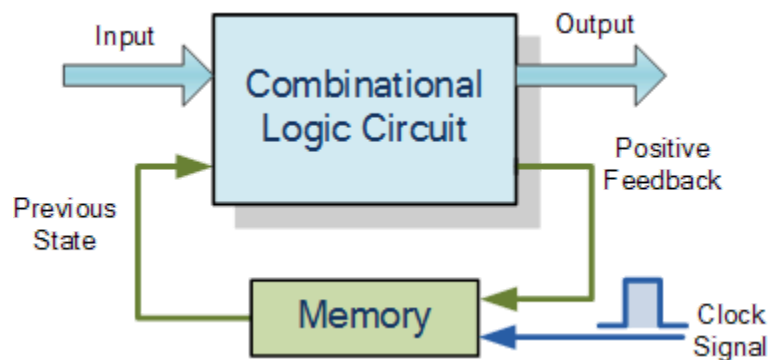 Input
Output
Combinational
Logic Circuit
Positive
Feedback
Previous
State
Memory
Clock
Signal